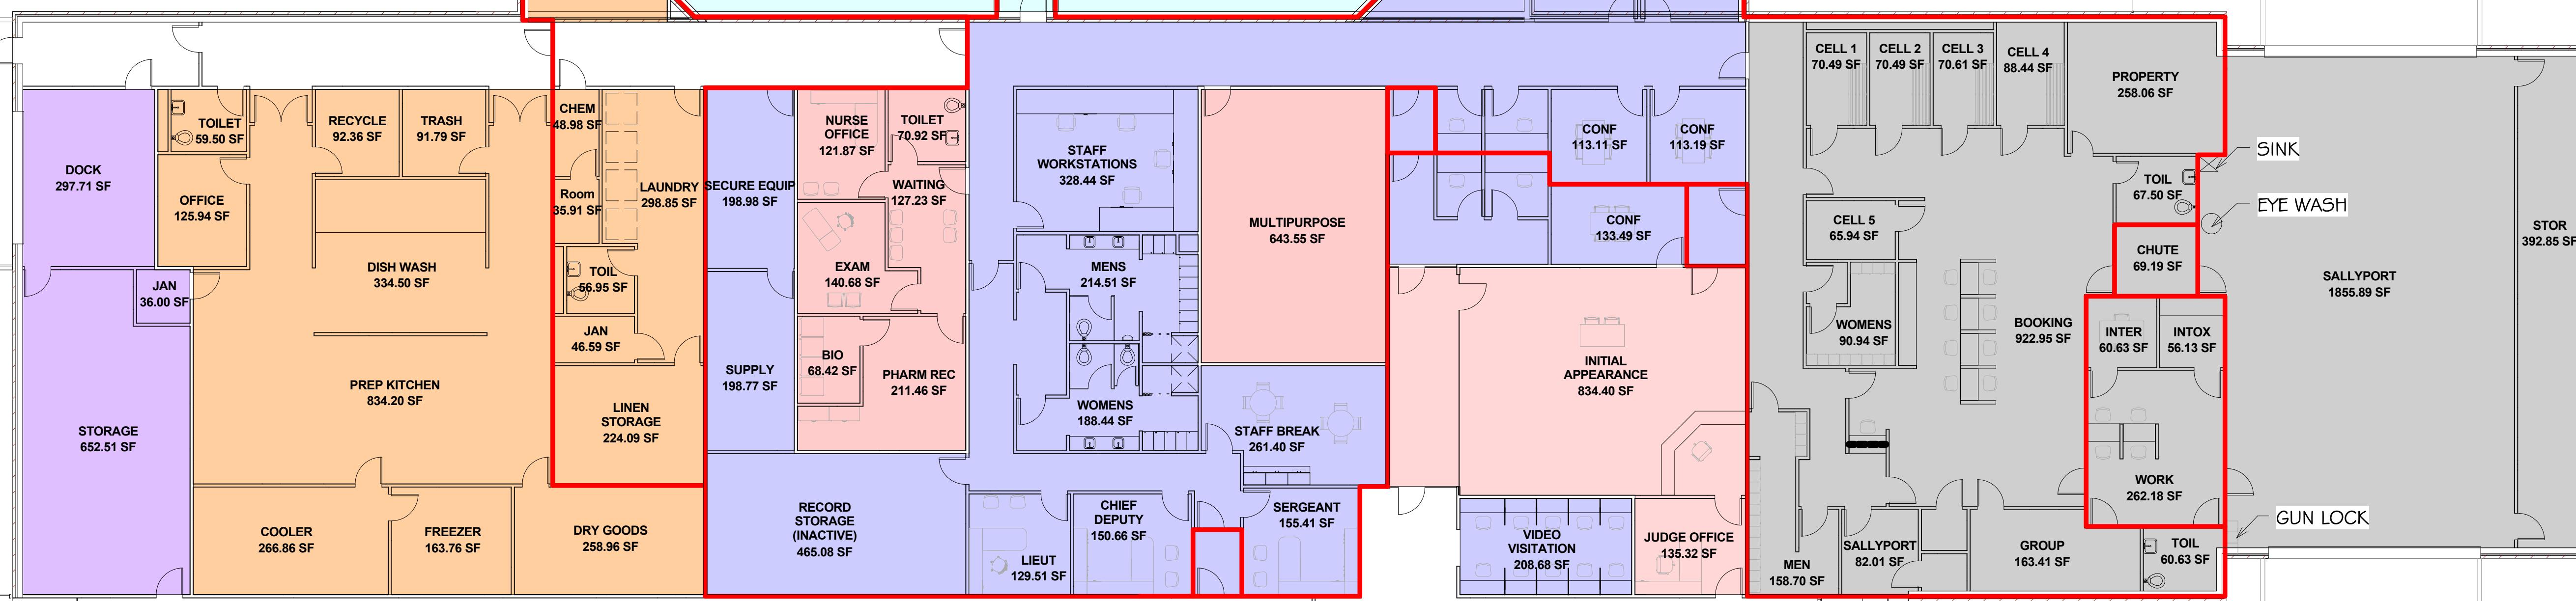 DOCK
297.71 SF
TOILET
59.50 SF
OFFICE
125.94 SF
RECYCLE
92.36 SF
TRASH
91.79 SF
DISH WASH
334.50 SF
JAN
36.00 SF
STORAGE
652.51 SF
PREP KITCHEN
834.20 SF
COOLER
266.86 SF
FREEZER
163.76 SF
DRY GOODS
258.96 SF
CHEM
48.98 SF
Room
35.91 SF
LAUNDRY
298.85 SF
TOIL
56.95 SF
JAN
46.59 SF
LINEN
STORAGE
224.09 SF
SECURE EQUIP
198.98 SF
SUPPLY
198.77 SF
NURSE
OFFICE
121.87 SF
TOILET
70.92 SF
WAITING
127.23 SF
EXAM
140.68 SF
BIO
68.42 SF
PHARM REC
211.46 SF
RECORD
STORAGE
(INACTIVE)
465.08 SF
STAFF
WORKSTATIONS
328.44 SF
MENS
214.51 SF
WOMENS
188.44 SF
STAFF BREAK
261.40 SF
LIEUT
129.51 SF
CHIEF
DEPUTY
150.66 SF
SERGEANT
155.41 SF
MULTIPURPOSE
643.55 SF
CONF
113.11 SF
CONF
113.19 SF
CONF
133.49 SF
INITIAL
APPEARANCE
834.40 SF
VIDEO
VISITATION
208.68 SF
JUDGE OFFICE
135.32 SF
CELL 1
70.49 SF
CELL 2
70.49 SF
CELL 3
70.61 SF
CELL 4
88.44 SF
PROPERTY
258.06 SF
TOIL
67.50 SF
CELL 5
65.94 SF
CHUTE
69.19 SF
WOMENS
90.94 SF
BOOKING
922.95 SF
INTER
60.63 SF
INTOX
56.13 SF
WORK
262.18 SF
MEN
158.70 SF
SALLYPORT
82.01 SF
GROUP
163.41 SF
TOIL
60.63 SF
SINK
EYE WASH
SALLYPORT
1855.89 SF
STOR
392.85 SF
GUN LOCK